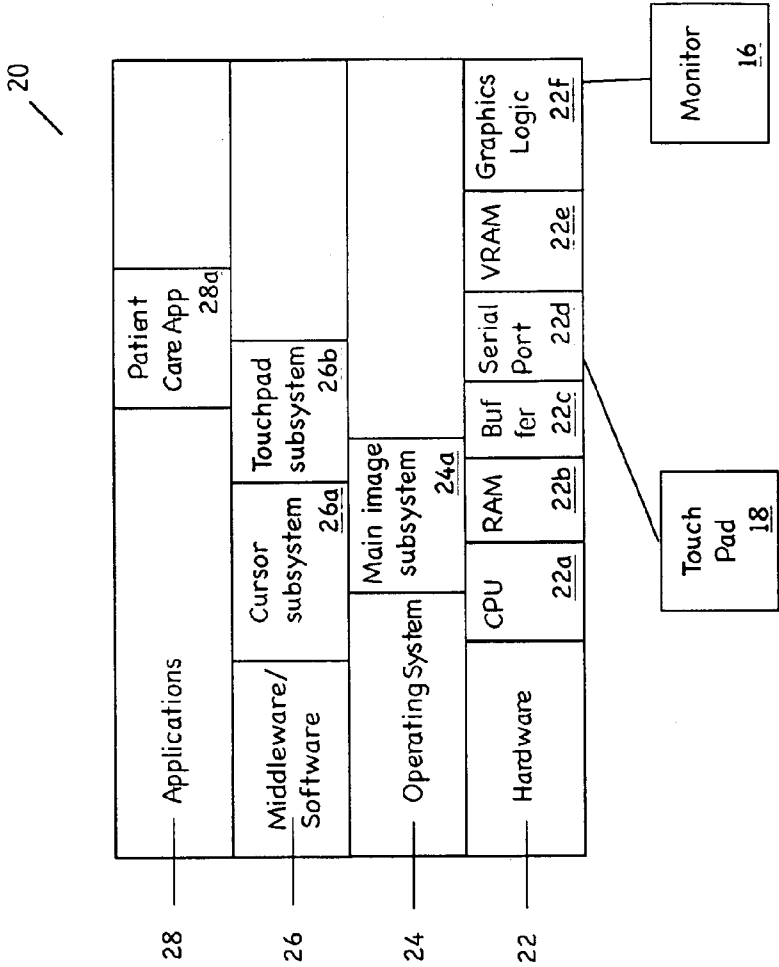 20
28
Applications
Patient
Care App
28a
26
Middleware/
Software
Cursor
subsystem
26a
Touchpad
subsystem
26b
24
Operating System
Main image
subsystem
24a
22
Hardware
CPU
22a
RAM
22b
Buf
fer
22c
Serial
Port
22d
VRAM
22e
Graphics
Logic
22f
Touch
Pad
18
Monitor
16